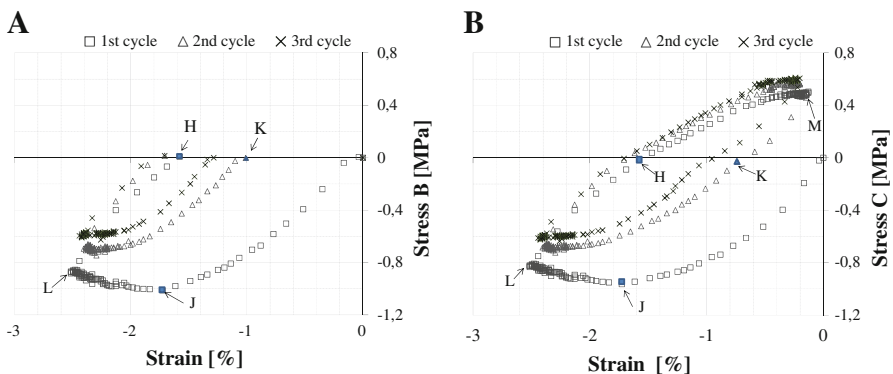 A
□ 1st cycle △ 2nd cycle × 3rd cycle
0,8
0,4
0
-0,4
-0,8
-1,2
Stress B [MPa]
H
K
L
J
-3
-2
-1
0
Strain [%]
B
□ 1st cycle △ 2nd cycle × 3rd cycle
0,8
0,4
0
-0,4
-0,8
-1,2
Stress C [MPa]
M
H
K
L
J
-3
-2
-1
0
Strain [%]